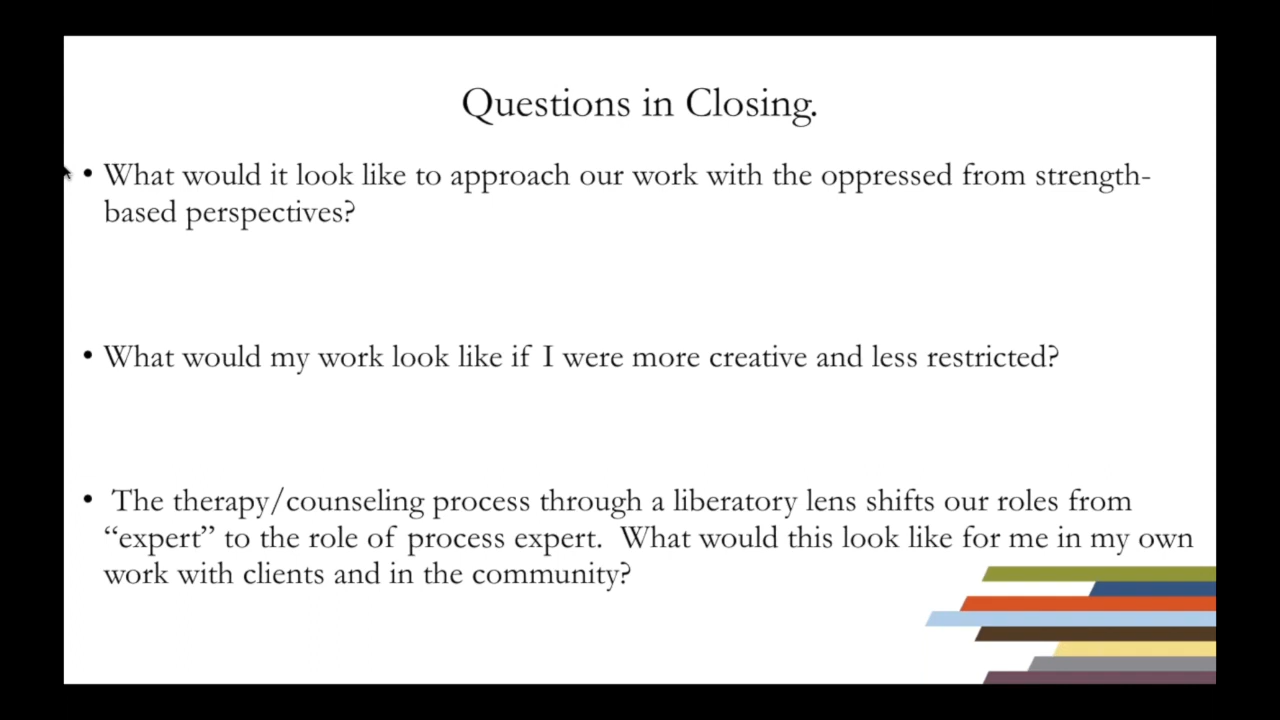 Questions in Closing.
• What would it look like to approach our work with the oppressed from strength-
based perspectives?
• What would my work look like if I were more creative and less restricted?
• The therapy/counseling process through a liberatory lens shifts our roles from
“expert” to the role of process expert.  What would this look like for me in my own
work with clients and in the community?